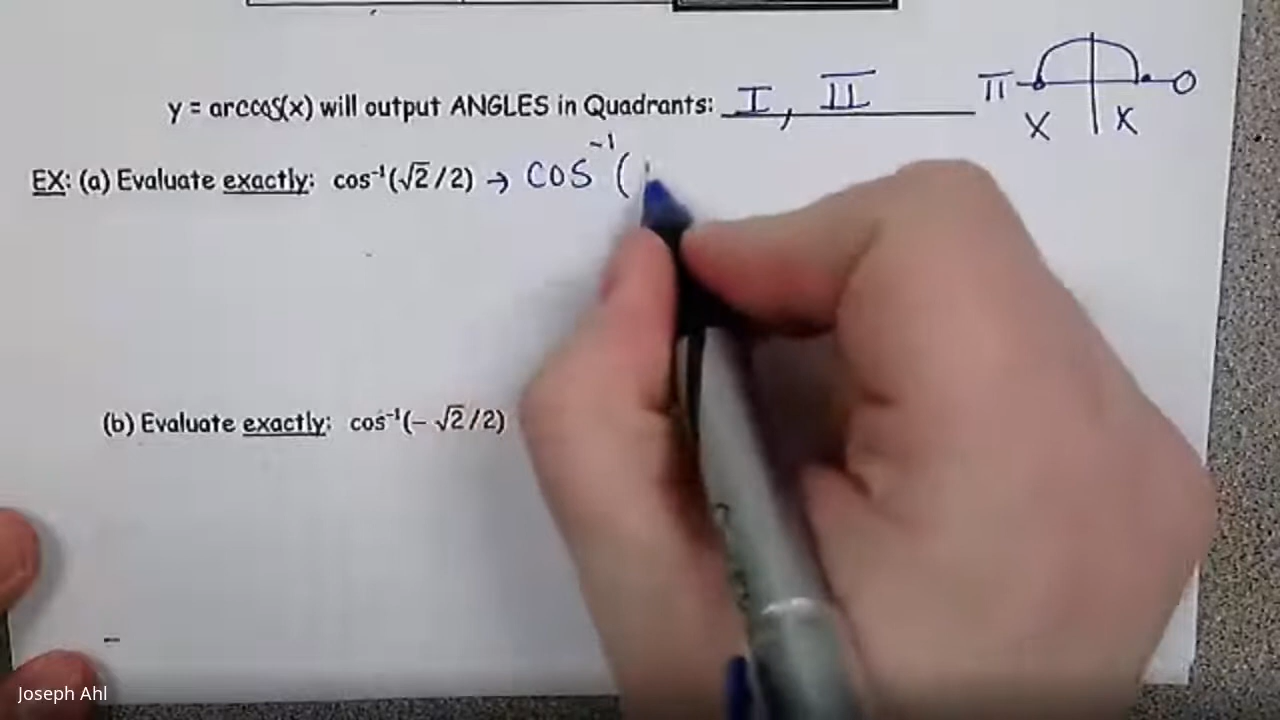 y = arccos(x) will output ANGLES in Quadrants: I, II
π 0
X X
EX: (a) Evaluate exactly: cos⁻¹(√2/2) → COS⁻¹(
(b) Evaluate exactly: cos⁻¹(- √2/2)
Joseph Ahl